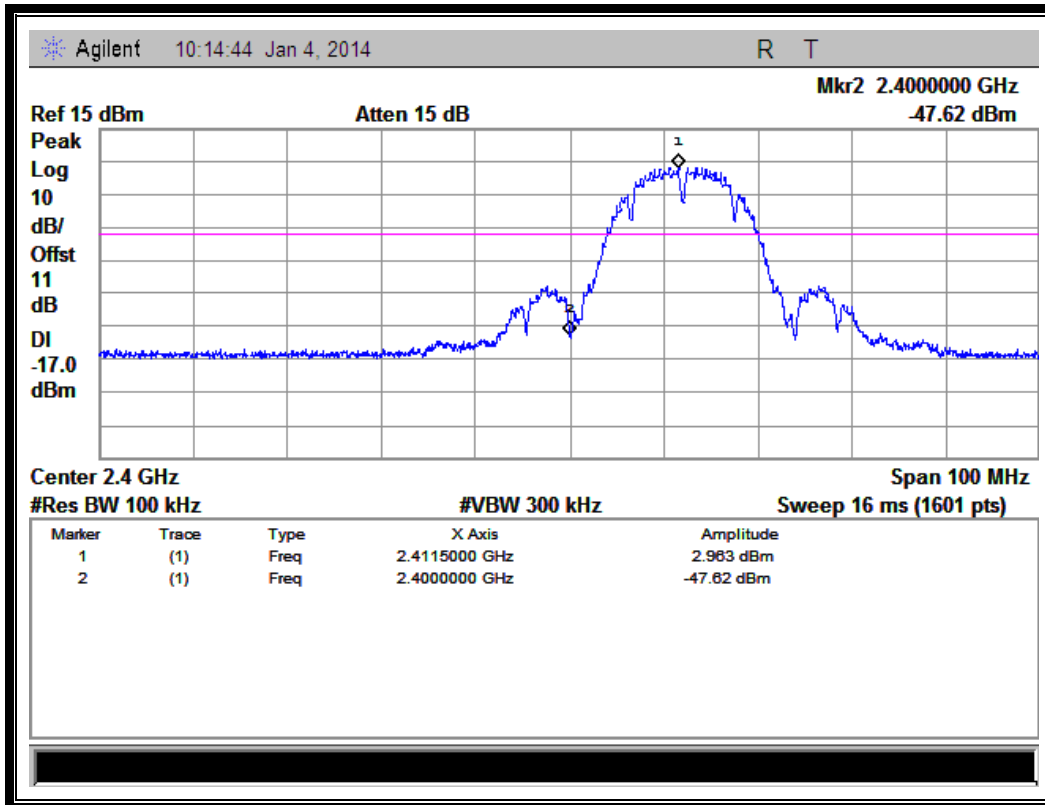 Agilent 10:14:44 Jan 4, 2014 R T
Mkr2 2.4000000 GHz
Ref 15 dBm Atten 15 dB -47.62 dBm
Peak
Log
10
dB/
Offst
11
dB
DI
-17.0
dBm
1
2
Center 2.4 GHz Span 100 MHz
#Res BW 100 kHz #VBW 300 kHz Sweep 16 ms (1601 pts)
Marker Trace Type X Axis Amplitude
1 (1) Freq 2.4115000 GHz 2.963 dBm
2 (1) Freq 2.4000000 GHz -47.62 dBm